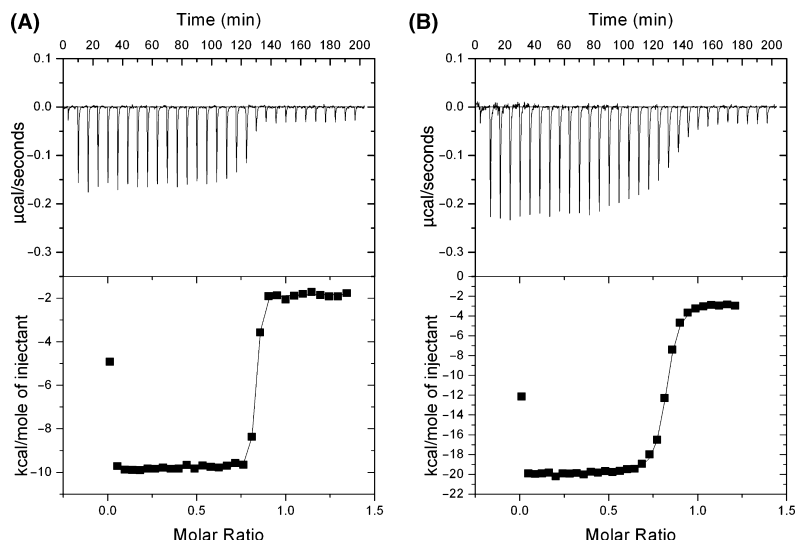 (A)
Time (min)
0 20 40 60 80 100 120 140 160 180 200
0.1
0.0
−0.1
−0.2
−0.3
µcal/seconds
−2
−4
−6
−8
−10
kcal/mole of injectant
0.0 0.5 1.0 1.5
Molar Ratio
(B)
Time (min)
0 20 40 60 80 100 120 140 160 180 200
0.1
0.0
−0.1
−0.2
−0.3
µcal/seconds
0
−2
−4
−6
−8
−10
−12
−14
−16
−18
−20
−22
kcal/mole of injectant
0.0 0.5 1.0 1.5
Molar Ratio